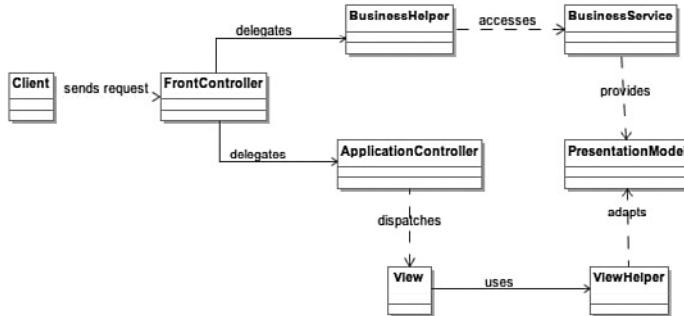 delegates
BusinessHelper
accesses
BusinessService
Client
sends request
FrontController
provides
delegates
ApplicationController
PresentationModel
dispatches
adapts
View
uses
ViewHelper